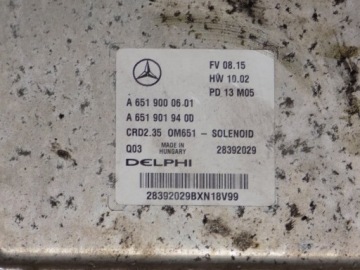 FV 08.15
HW 10.02
PD 13 M05
A 651 900 06 01
A 651 901 94 00
CRD2.35 OM651 - SOLENOID
Q03 MADE IN HUNGARY 28392029
DELPHI
28392029BXN18V99